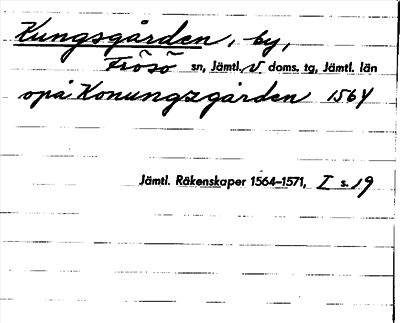 Kungsgården, by,
Frösö sn, Jämtl. V doms. tg, Jämtl. län
opå Konungzgården 1564
Jämtl. Räkenskaper 1564–1571, I s. 19